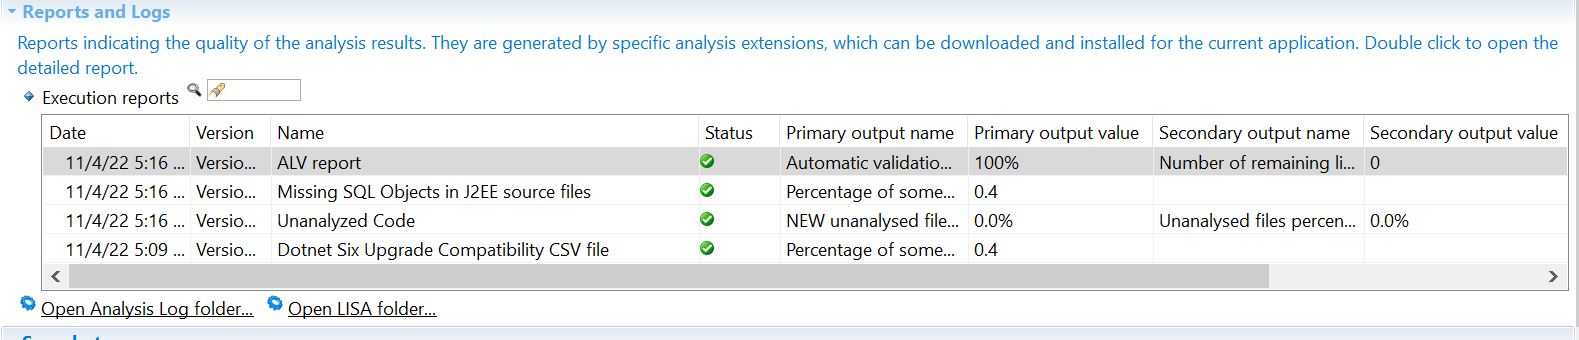 Reports and Logs
Reports indicating the quality of the analysis results. They are generated by specific analysis extensions, which can be downloaded and installed for the current application. Double click to open the
detailed report.
Execution reports
Date Version Name Status Primary output name Primary output value Secondary output name Secondary output value
11/4/22 5:16 ... Versio... ALV report Automatic validatio... 100% Number of remaining li... 0
11/4/22 5:16 ... Versio... Missing SQL Objects in J2EE source files Percentage of some... 0.4
11/4/22 5:16 ... Versio... Unanalyzed Code NEW unanalysed file... 0.0% Unanalysed files percen... 0.0%
11/4/22 5:09 ... Versio... Dotnet Six Upgrade Compatibility CSV file Percentage of some... 0.4
Open Analysis Log folder... Open LISA folder...